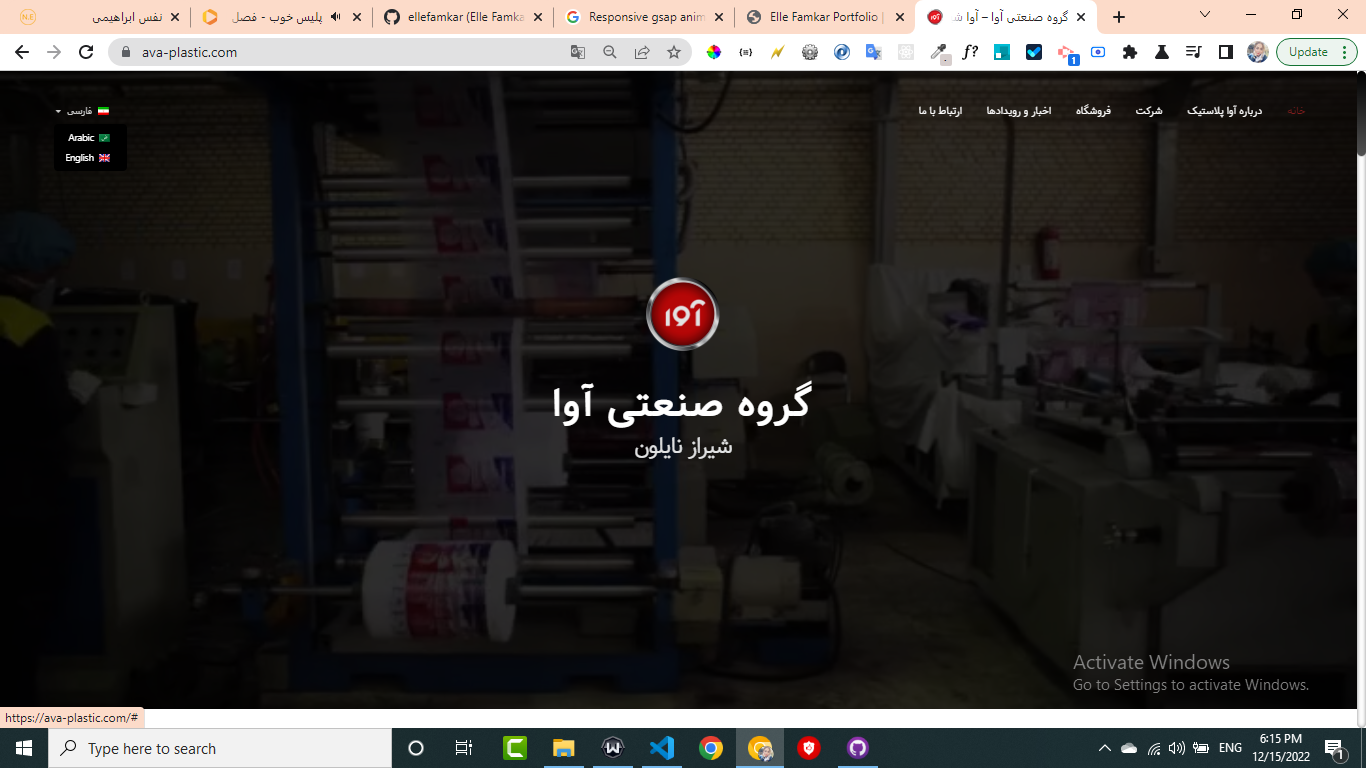 نفس ابراهیمی
پلیس خوب - فصل
ellefamkar (Elle Famka
Responsive gsap anim
Elle Famkar Portfolio |
گروه صنعتی آوا – آوا ش
ava-plastic.com
Update
خانه
درباره آوا پلاستیک
شرکت
فروشگاه
اخبار و رویدادها
ارتباط با ما
فارسی
Arabic
English
آوا
گروه صنعتی آوا
شیراز نایلون
Activate Windows
Go to Settings to activate Windows.
https://ava-plastic.com/#
Type here to search
ENG
6:15 PM
12/15/2022
1